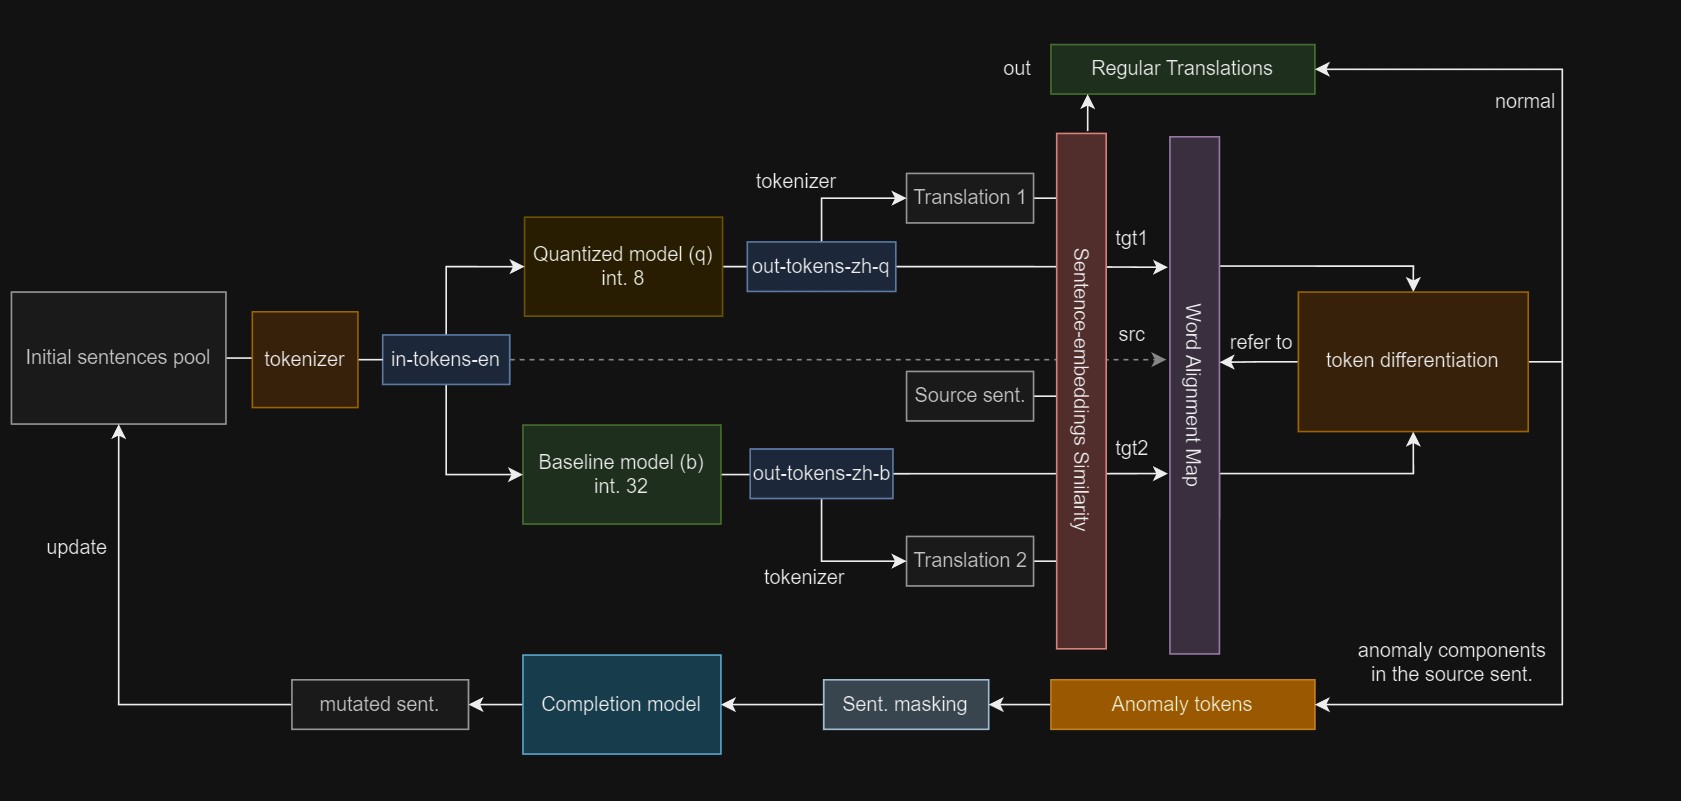 out
Regular Translations
normal
tokenizer
Translation 1
Quantized model (q)
int. 8
out-tokens-zh-q
tgt1
Initial sentences pool
tokenizer
in-tokens-en
src
Source sent.
Sentence-embeddings Similarity
Word Alignment Map
refer to
token differentiation
Baseline model (b)
int. 32
out-tokens-zh-b
tgt2
Translation 2
tokenizer
update
anomaly components
in the source sent.
mutated sent.
Completion model
Sent. masking
Anomaly tokens